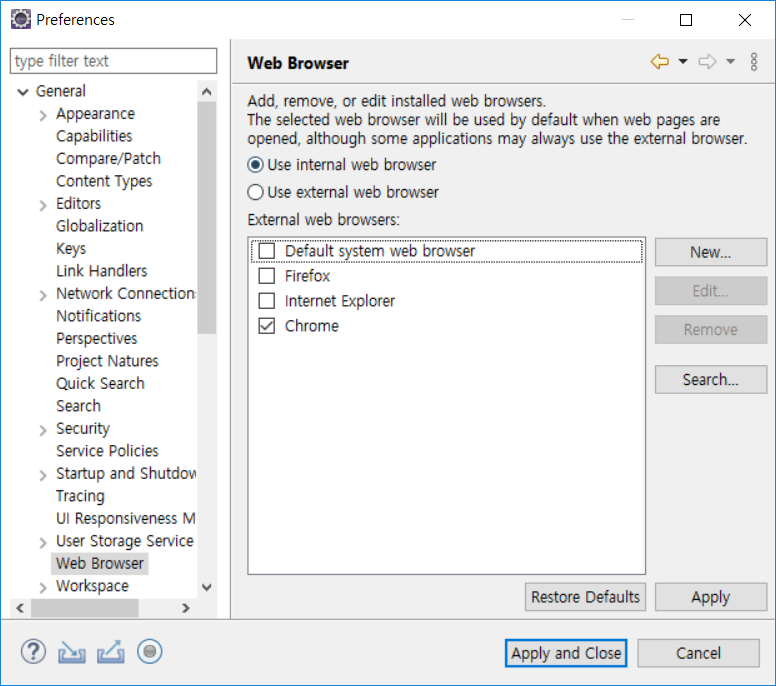 Preferences
type filter text
General
Appearance
Capabilities
Compare/Patch
Content Types
Editors
Globalization
Keys
Link Handlers
Network Connection
Notifications
Perspectives
Project Natures
Quick Search
Search
Security
Service Policies
Startup and Shutdow
Tracing
UI Responsiveness M
User Storage Service
Web Browser
Workspace
Web Browser
Add, remove, or edit installed web browsers.
The selected web browser will be used by default when web pages are
opened, although some applications may always use the external browser.
Use internal web browser
Use external web browser
External web browsers:
Default system web browser
Firefox
Internet Explorer
Chrome
New...
Edit...
Remove
Search...
Restore Defaults
Apply
Apply and Close
Cancel